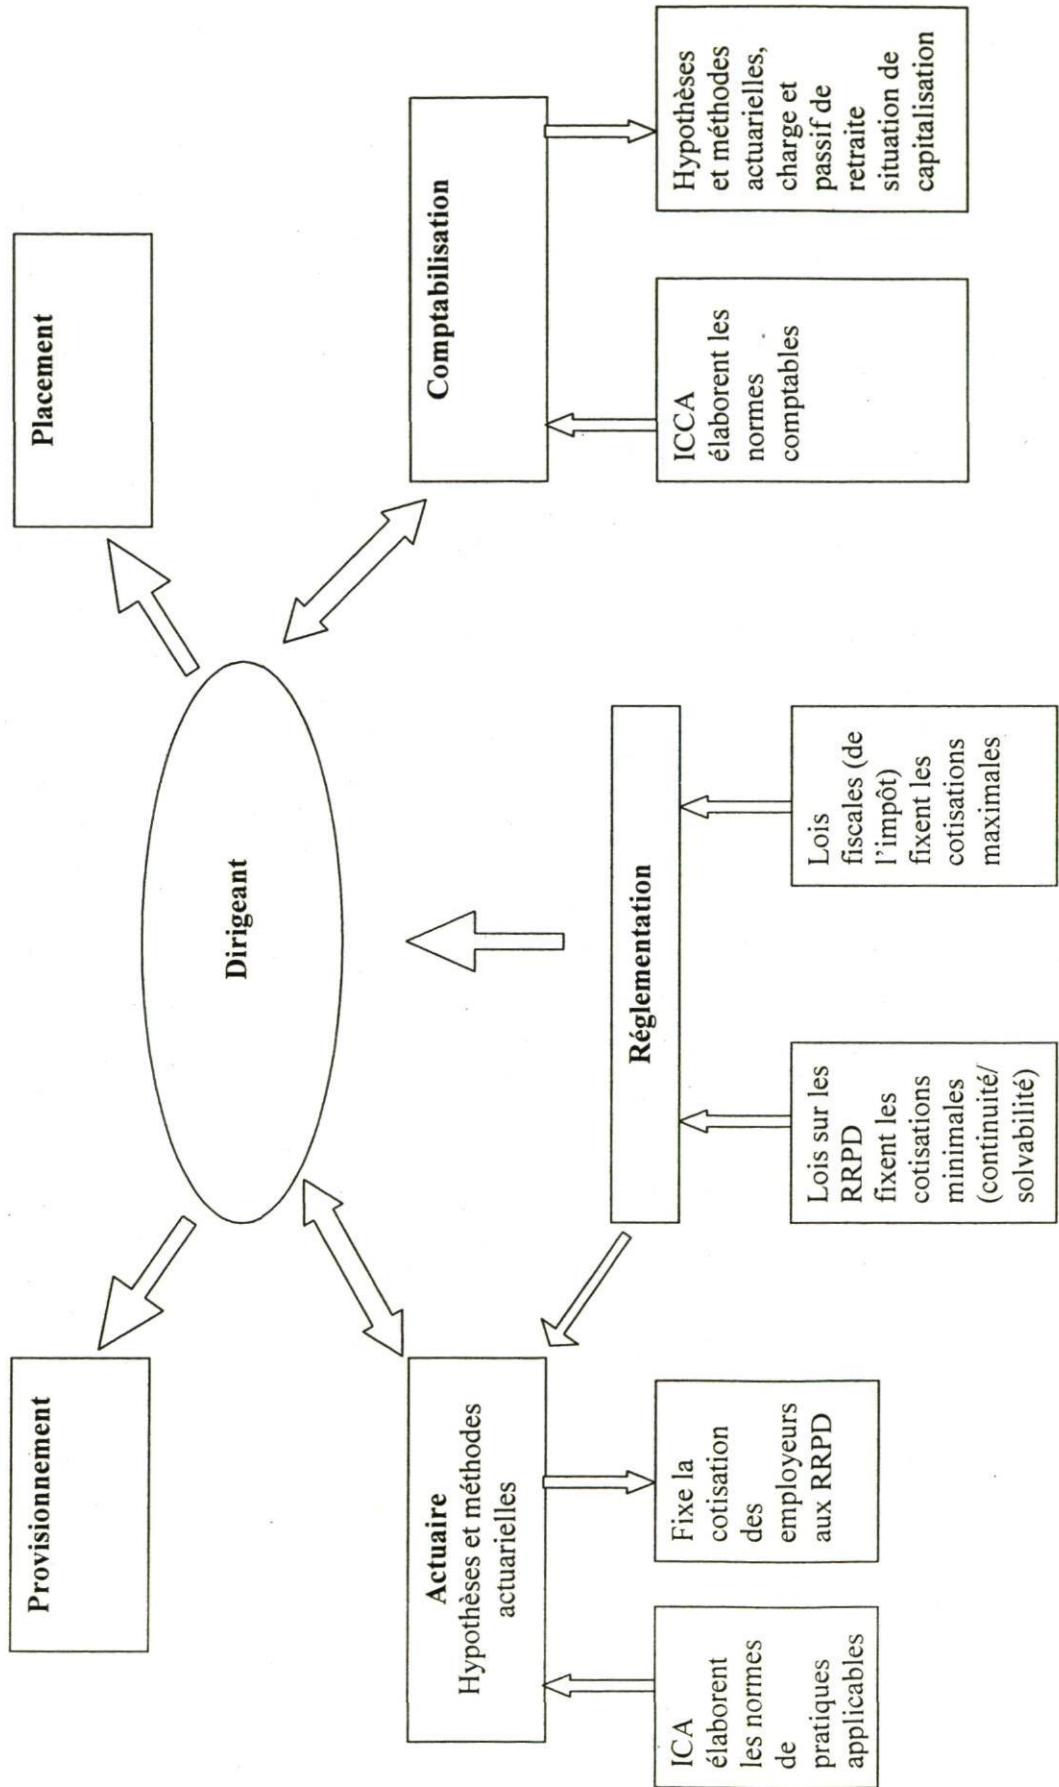 Provisionnement
Placement
Dirigeant
Actuaire
Hypothèses et méthodes
actuarielles
Comptabilisation
Réglementation
ICA
élaborent
les normes
de
pratiques
applicables
Fixe la
cotisation
des
employeurs
aux RRPD
Lois sur les
RRPD
fixent les
cotisations
minimales
(continuité/
solvabilité)
Lois
fiscales (de
l'impôt)
fixent les
cotisations
maximales
ICCA
élaborent les
normes
comptables
Hypothèses
et méthodes
actuarielles,
charge et
passif de
retraite
situation de
capitalisation